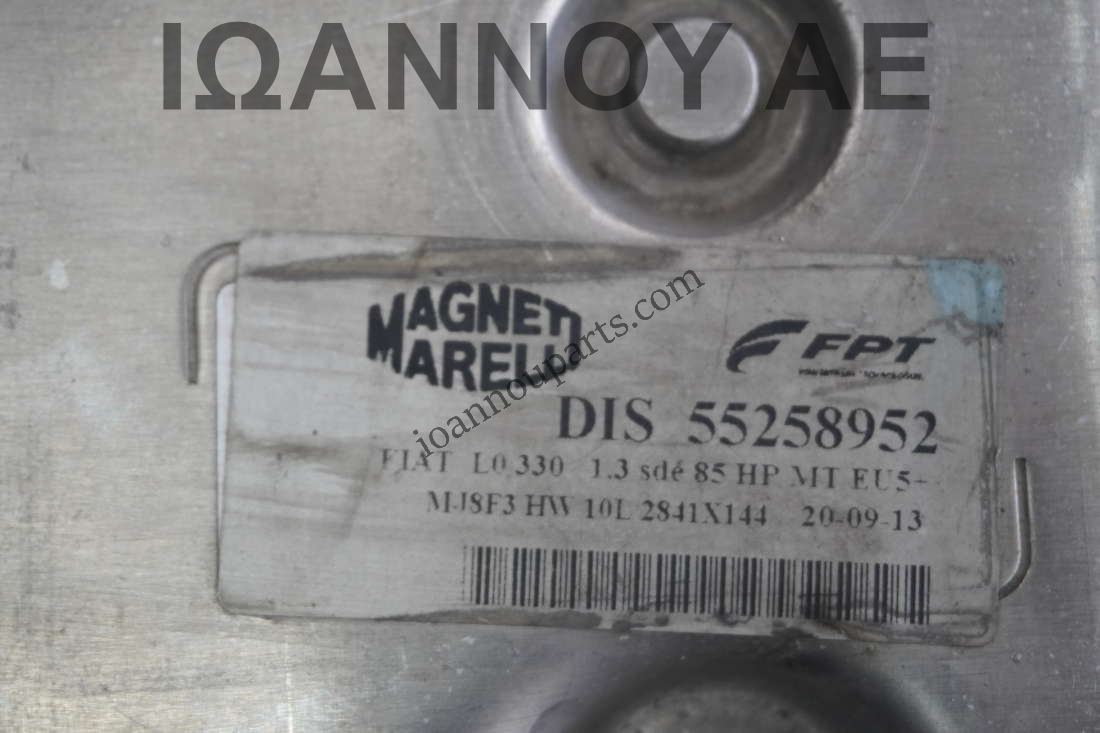 ΙΩΑΝΝΟΥ ΑΕ
MAGNETI
MARELLI
ioannouparts.com
FPT
DIS 55258952
FIAT L0 330 1.3 sdé 85 HP MT EU5+
MJ8F3 HW 10L 2841X144 20-09-13